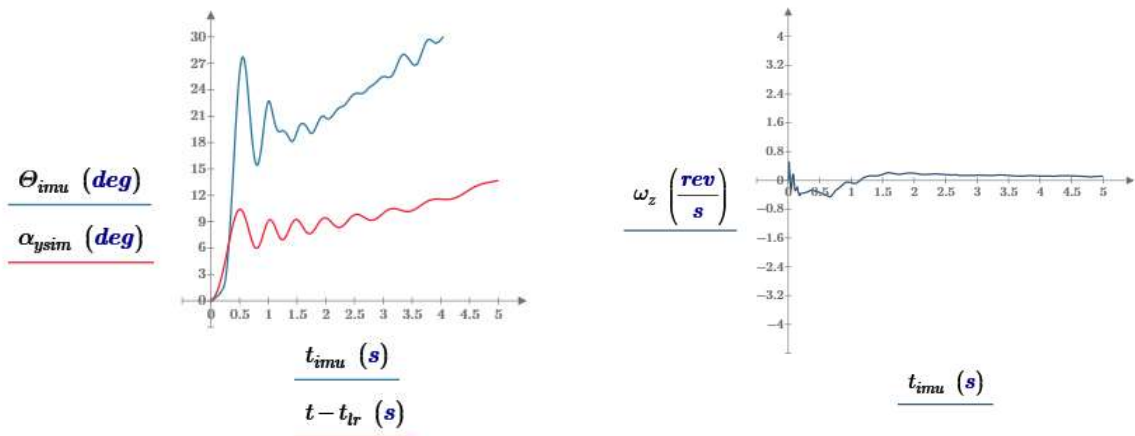 30
27
24
21
18
15
12
9
6
3
0
0 0.5 1 1.5 2 2.5 3 3.5 4 4.5 5
Θimu (deg)
αysim (deg)
timu (s)
t−tlr (s)
4
3.2
2.4
1.6
0.8
0
−0.8
−1.6
−2.4
−3.2
−4
0 0.5 1 1.5 2 2.5 3 3.5 4 4.5 5
ωz (rev/s)
timu (s)